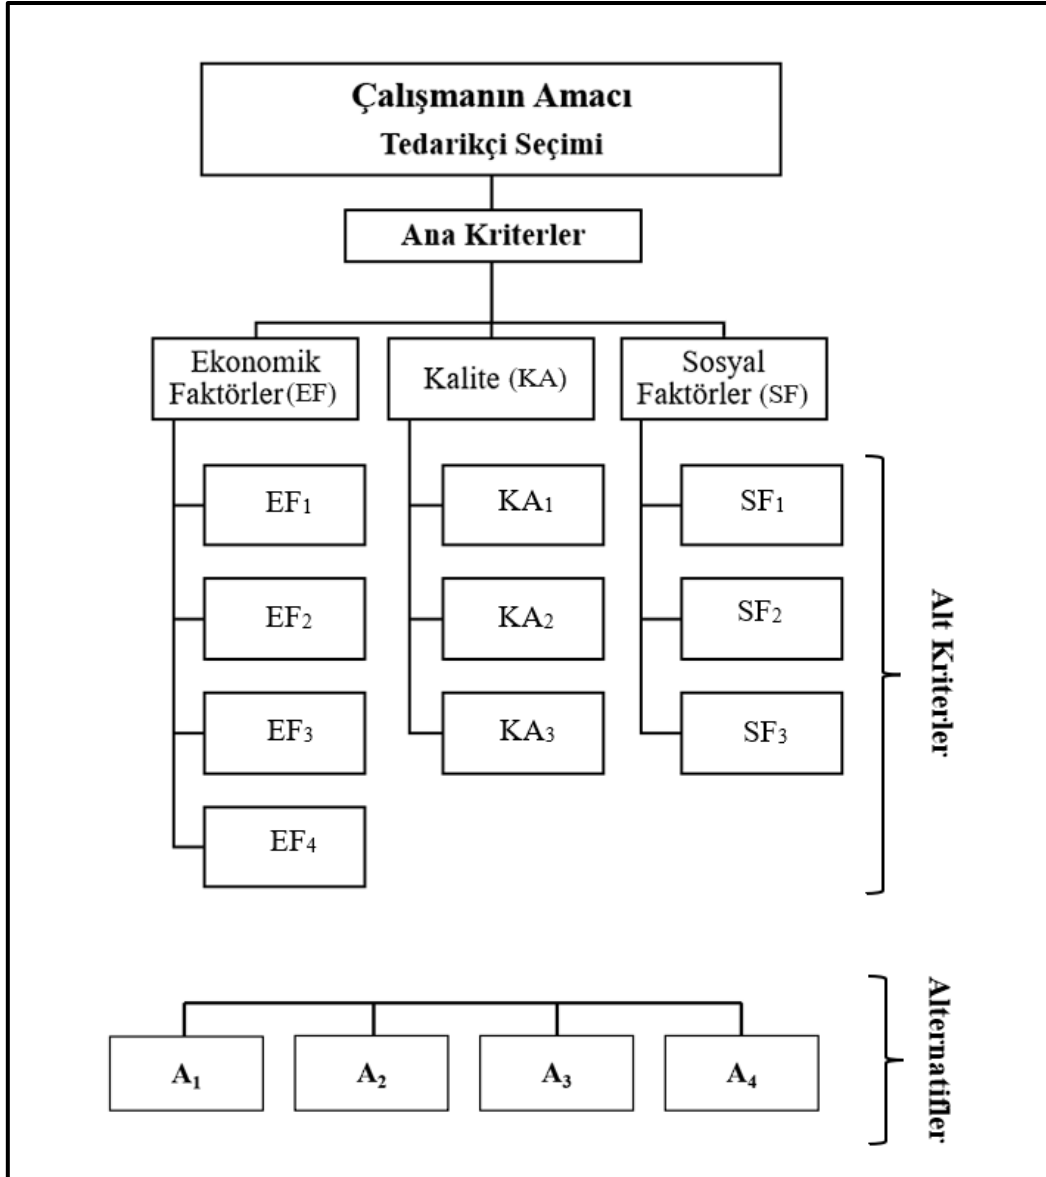 Çalışmanın Amacı
Tedarikçi Seçimi
Ana Kriterler
Ekonomik
Faktörler(EF)
Kalite (KA)
Sosyal
Faktörler (SF)
EF1
KA1
SF1
EF2
KA2
SF2
EF3
KA3
SF3
EF4
Alt Kriterler
A1
A2
A3
A4
Alternatifler